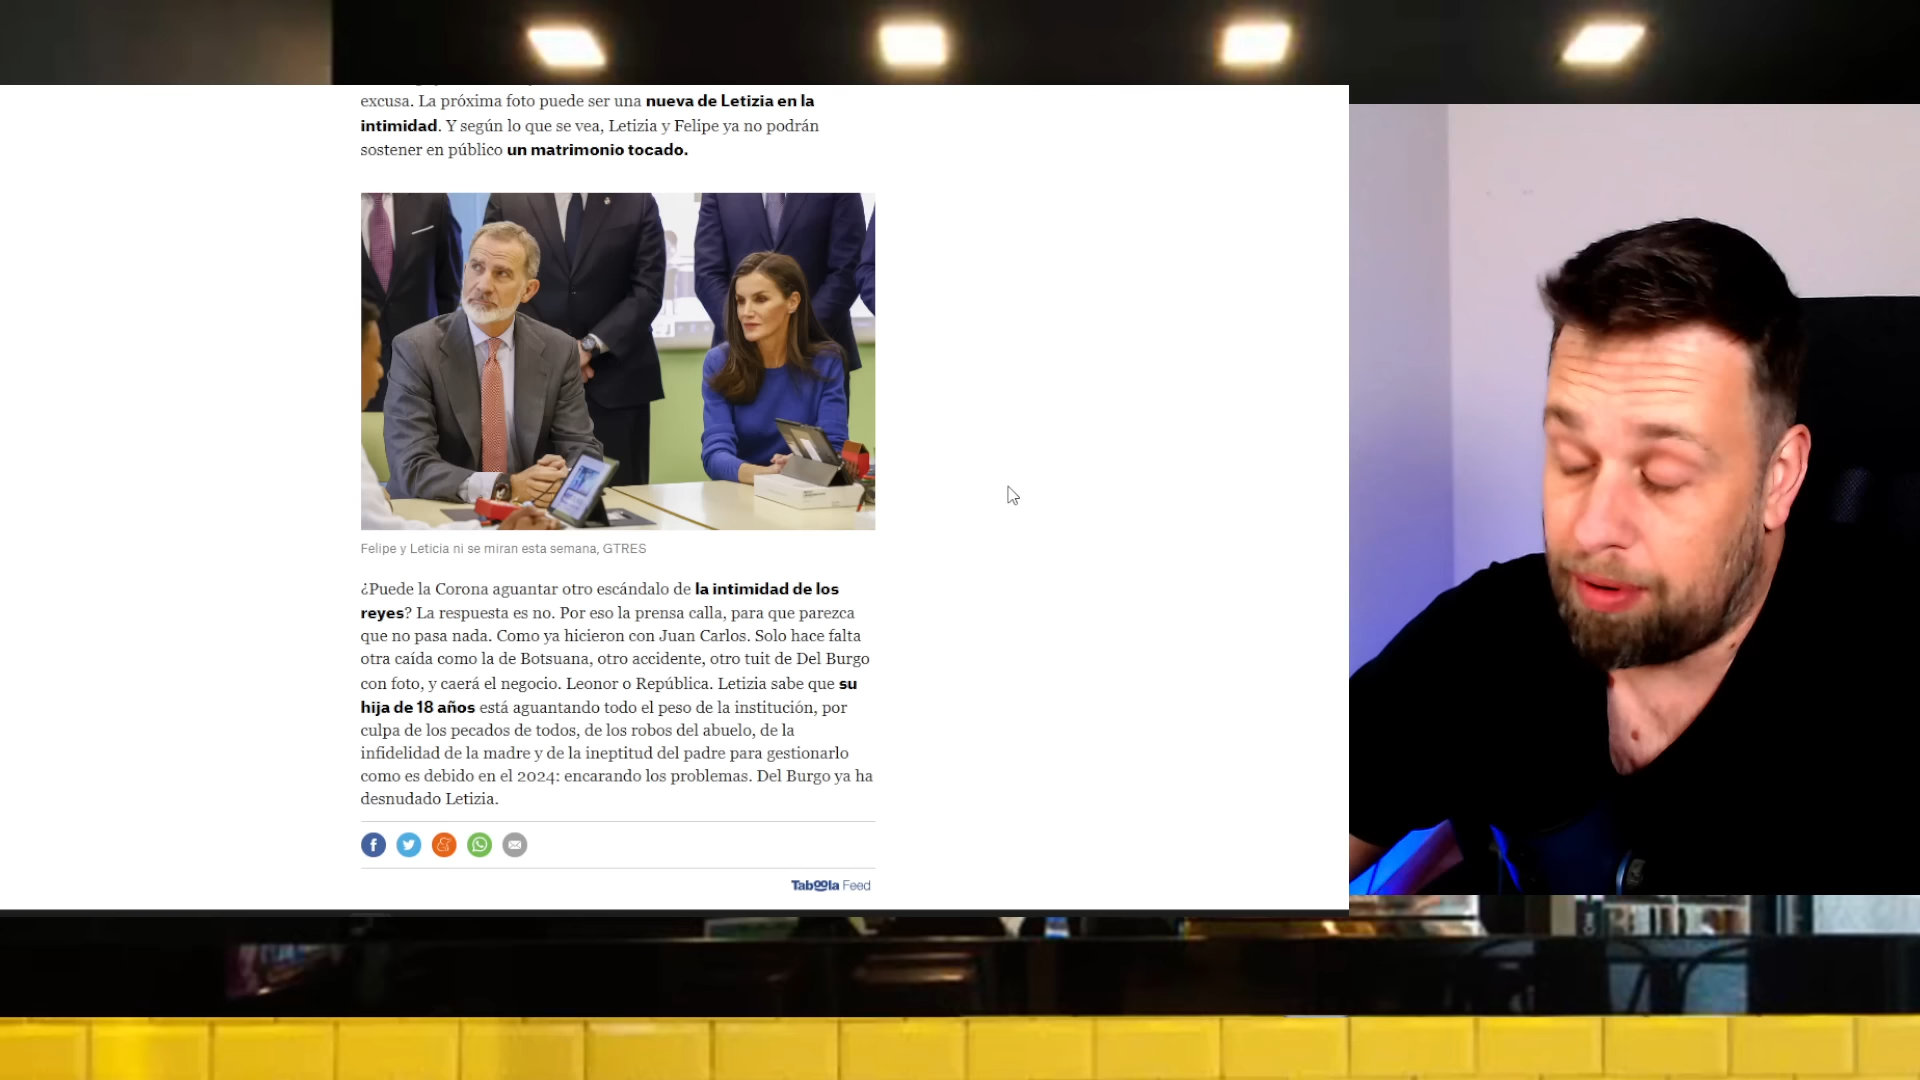 excusa. La próxima foto puede ser una nueva de Letizia en la
intimidad. Y según lo que se vea, Letizia y Felipe ya no podrán
sostener en público un matrimonio tocado.
Felipe y Leticia ni se miran esta semana, GTRES
¿Puede la Corona aguantar otro escándalo de la intimidad de los
reyes? La respuesta es no. Por eso la prensa calla, para que parezca
que no pasa nada. Como ya hicieron con Juan Carlos. Solo hace falta
otra caída como la de Botsuana, otro accidente, otro tuit de Del Burgo
con foto, y caerá el negocio. Leonor o República. Letizia sabe que su
hija de 18 años está aguantando todo el peso de la institución, por
culpa de los pecados de todos, de los robos del abuelo, de la
infidelidad de la madre y de la ineptitud del padre para gestionarlo
como es debido en el 2024: encarando los problemas. Del Burgo ya ha
desnudado Letizia.
Taboola Feed